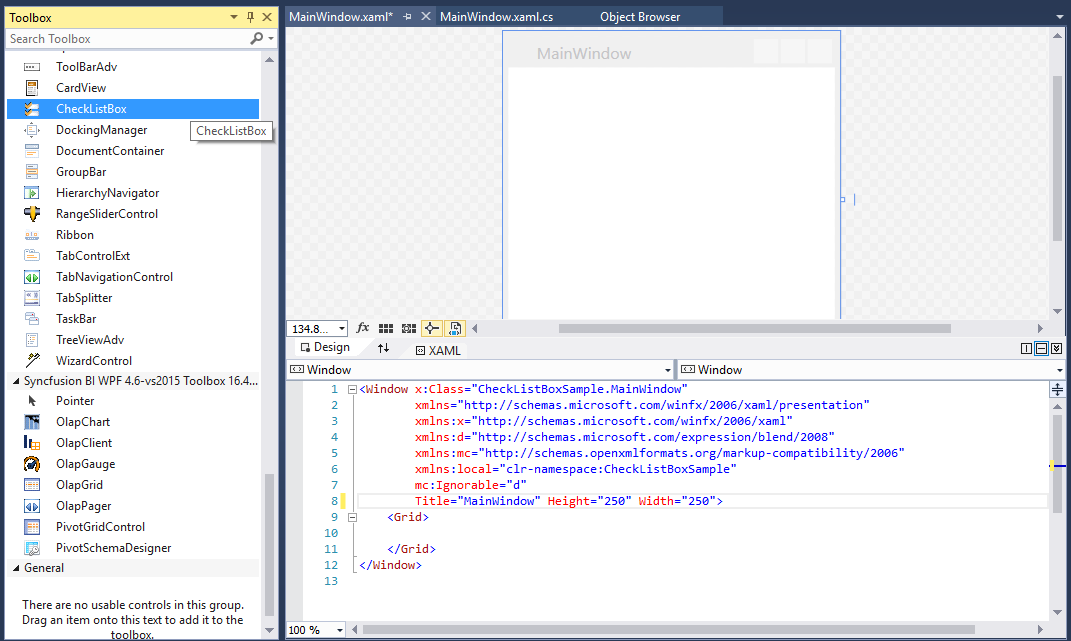 Toolbox
Search Toolbox
ToolBarAdv
CardView
CheckListBox
CheckListBox
DockingManager
DocumentContainer
GroupBar
HierarchyNavigator
RangeSliderControl
Ribbon
TabControlExt
TabNavigationControl
TabSplitter
TaskBar
TreeViewAdv
WizardControl
Syncfusion BI WPF 4.6-vs2015 Toolbox 16.4...
Pointer
OlapChart
OlapClient
OlapGauge
OlapGrid
OlapPager
PivotGridControl
PivotSchemaDesigner
General
There are no usable controls in this group.
Drag an item onto this text to add it to the
toolbox.
MainWindow.xaml*
MainWindow.xaml.cs
Object Browser
MainWindow
134.8...
fx
Design
XAML
Window
Window
1 <Window x:Class="CheckListBoxSample.MainWindow"
2 xmlns="http://schemas.microsoft.com/winfx/2006/xaml/presentation"
3 xmlns:x="http://schemas.microsoft.com/winfx/2006/xaml"
4 xmlns:d="http://schemas.microsoft.com/expression/blend/2008"
5 xmlns:mc="http://schemas.openxmlformats.org/markup-compatibility/2006"
6 xmlns:local="clr-namespace:CheckListBoxSample"
7 mc:Ignorable="d"
8 Title="MainWindow" Height="250" Width="250">
9 <Grid>
10
11 </Grid>
12 </Window>
13
100 %